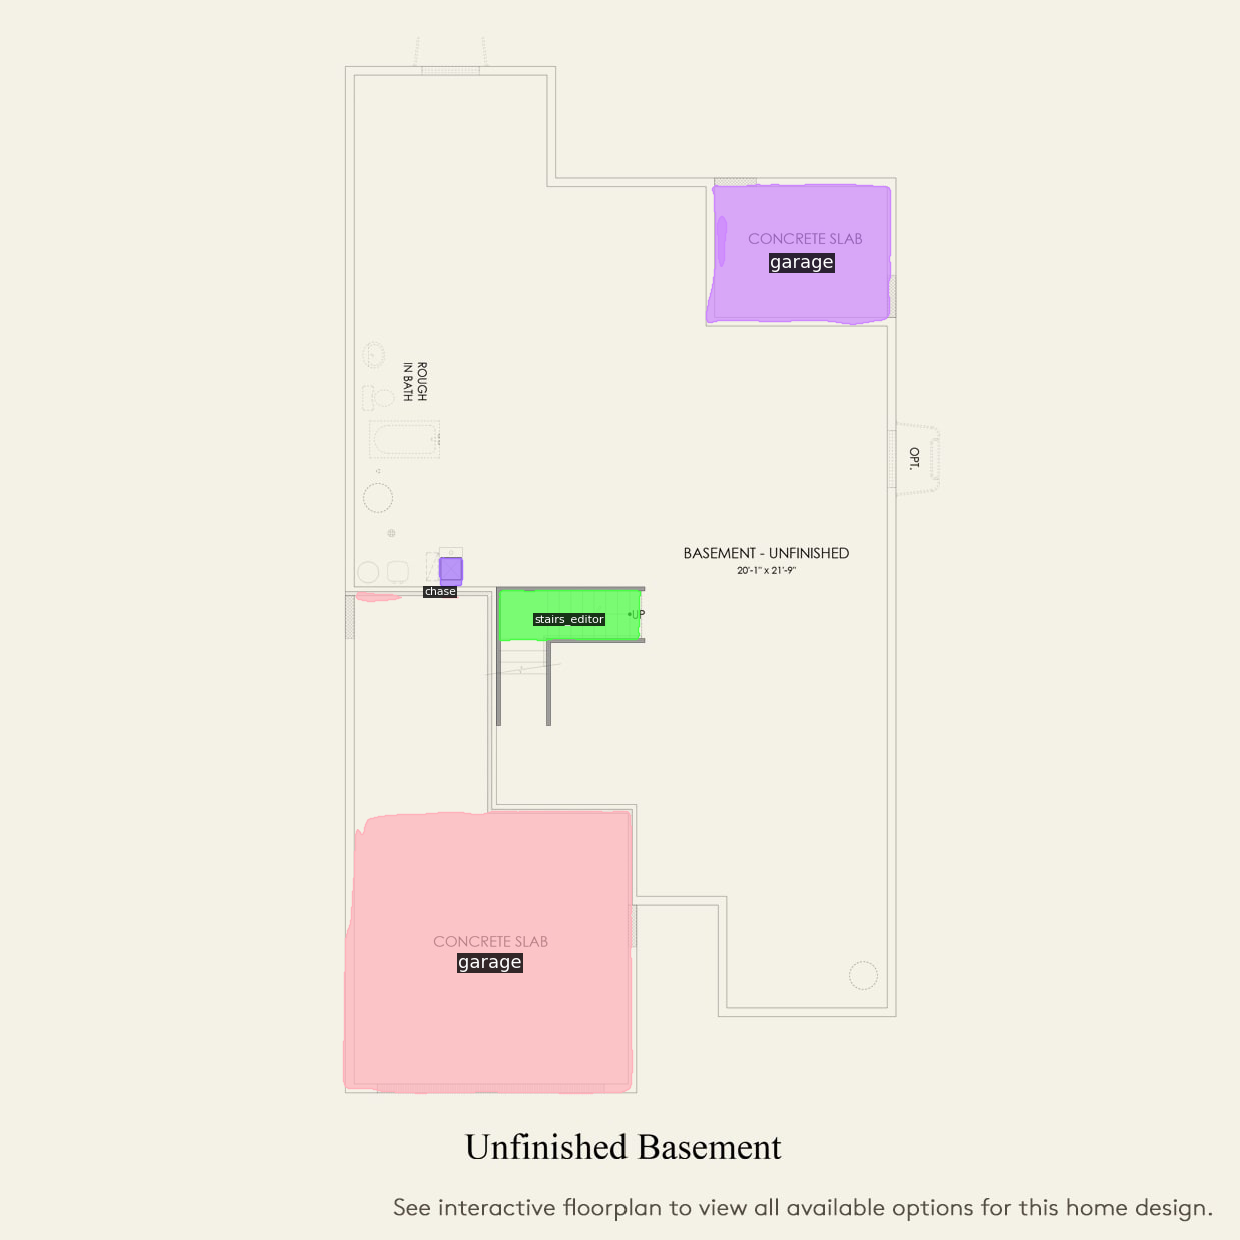 CONCRETE SLAB
garage
ROUGH
IN BATH
OPT.
BASEMENT - UNFINISHED
20'-1" x 21'-9"
chase
stairs_editor
UP
CONCRETE SLAB
garage
Unfinished Basement
See interactive floorplan to view all available options for this home design.